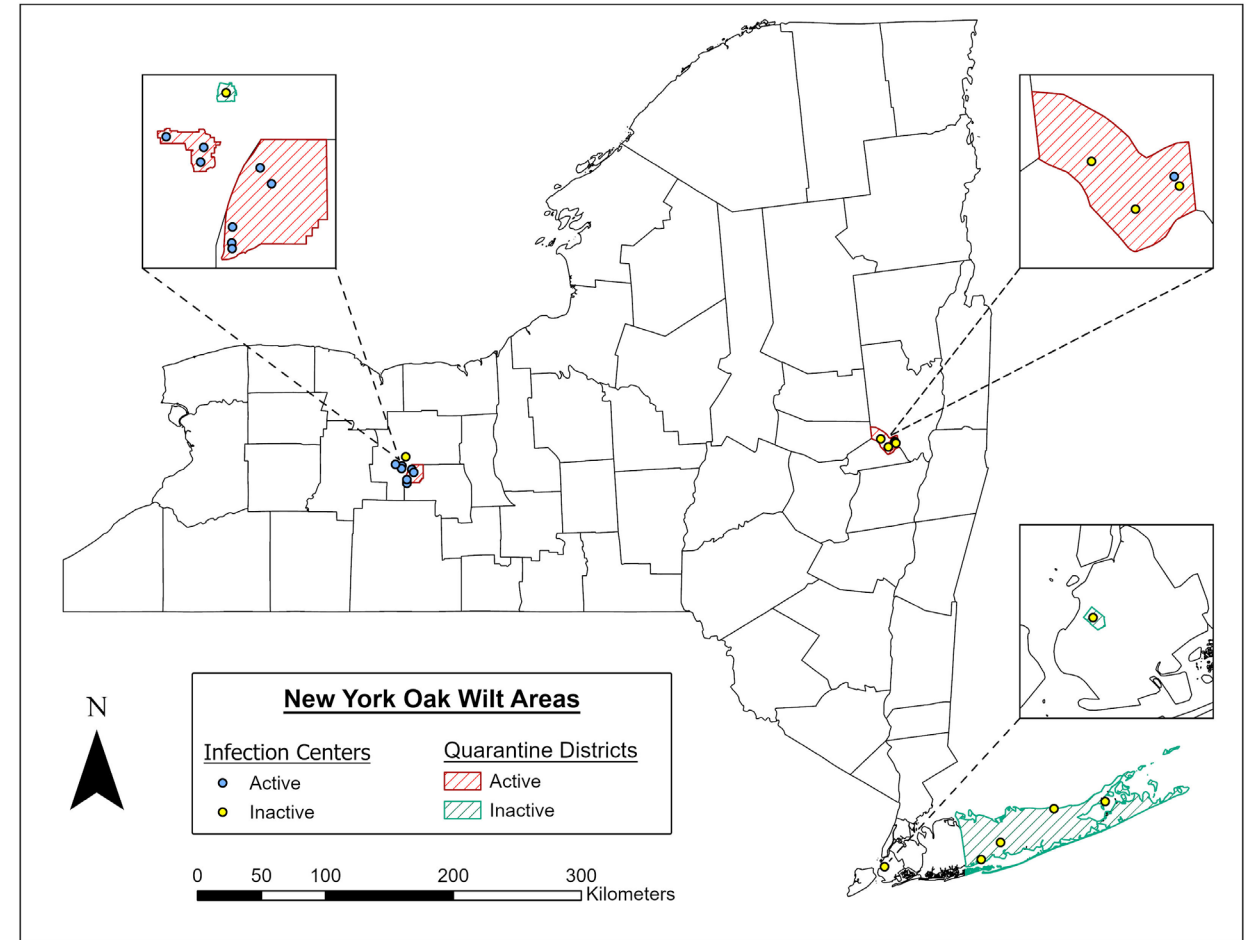 N
New York Oak Wilt Areas
Infection Centers
Active
Inactive
Quarantine Districts
Active
Inactive
0 50 100 200 300
Kilometers